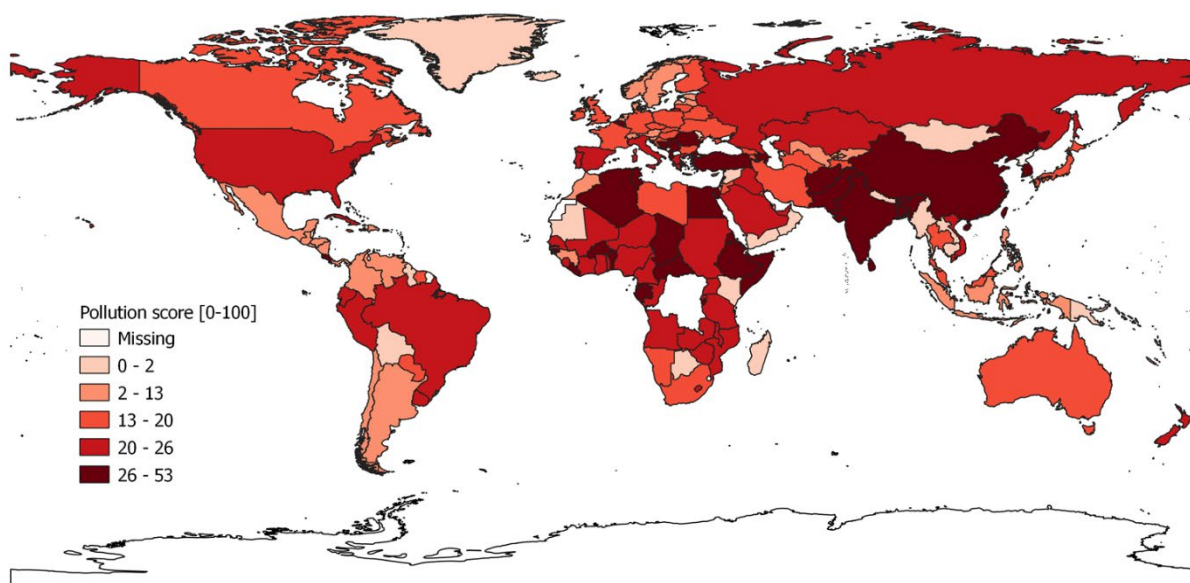 Pollution score [0-100]
Missing
0 - 2
2 - 13
13 - 20
20 - 26
26 - 53